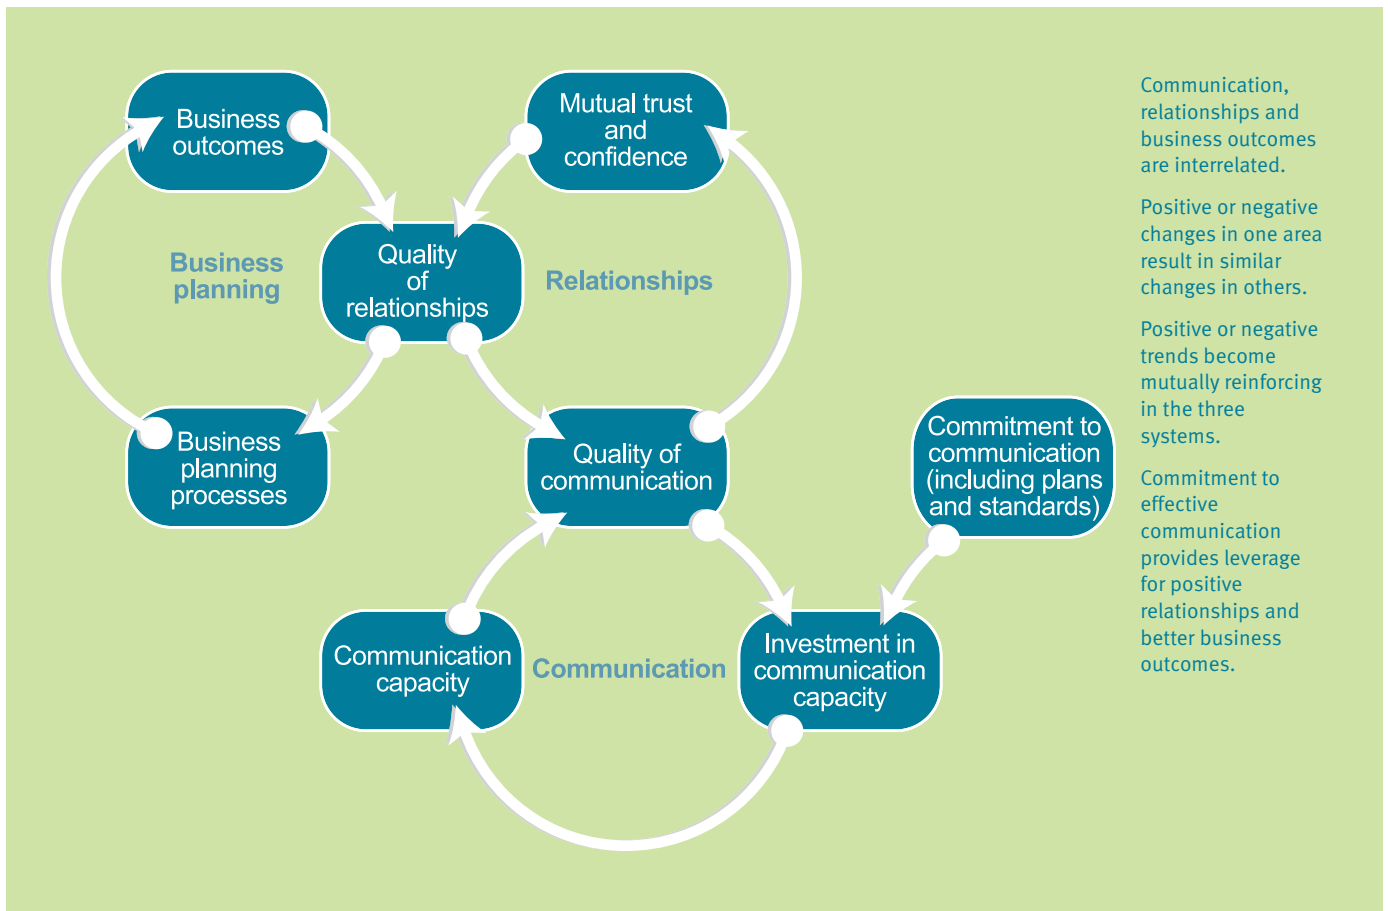 Business
outcomes
Mutual trust
and
confidence
Business
planning
Quality
of
relationships
Relationships
Business
planning
processes
Quality of
communication
Commitment to
communication
(including plans
and standards)
Communication
capacity
Communication
Investment in
communication
capacity
Communication,
relationships and
business outcomes
are interrelated.
Positive or negative
changes in one area
result in similar
changes in others.
Positive or negative
trends become
mutually reinforcing
in the three
systems.
Commitment to
effective
communication
provides leverage
for positive
relationships and
better business
outcomes.